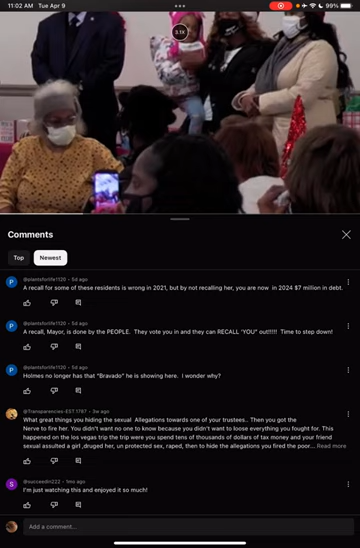 11:02 AM Tue Apr 9
99%
3.1X
Comments
Top
Newest
P
@plantsforlife1120 • 5d ago
A recall for some of these residents is wrong in 2021, but by not recalling her, you are now in 2024 $7 million in debt.
P
@plantsforlife1120 • 5d ago
A recall, Mayor, is done by the PEOPLE. They vote you in and they can RECALL 'YOU" out!!!!! Time to step down!
P
@plantsforlife1120 • 5d ago
Holmes no longer has that "Bravado" he is showing here. I wonder why?
@Transparencies-EST.1787 • 3w ago
What great things you hiding the sexual Allegations towards one of your trustees.. Then you got the
Nerve to fire her. You didn't want no one to know because you didn't want to loose everything you fought for. This
happened on the los vegas trip the trip were you spend tens of thousands of dollars of tax money and your friend
sexual assulted a girl ,druged her, un protected sex, raped, then to hide the allegations you fired the poor... Read more
S
@succeedin222 • 1mo ago
I'm just watching this and enjoyed it so much!
Add a comment...